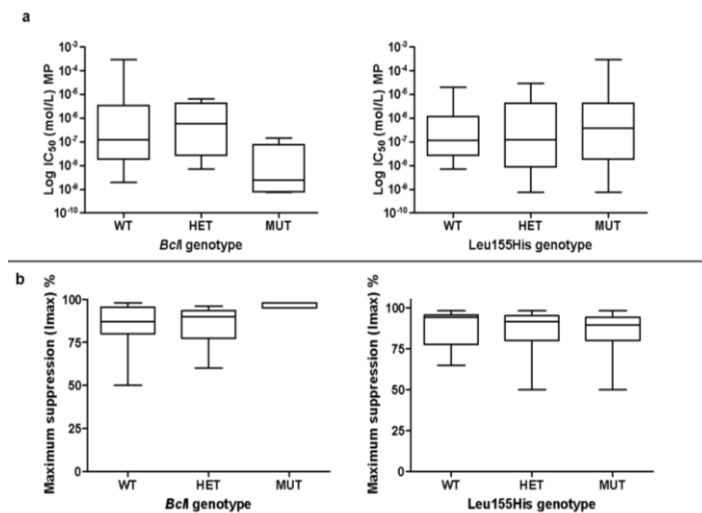 a
Log IC50 (mol/L) MP
10-3
10-4
10-5
10-6
10-7
10-8
10-9
10-10
WT HET MUT
BclI genotype
Log IC50 (mol/L) MP
10-3
10-4
10-5
10-6
10-7
10-8
10-9
10-10
WT HET MUT
Leu155His genotype
b
Maximum suppression (Imax) %
100
75
50
25
0
WT HET MUT
BclI genotype
Maximum suppression (Imax) %
100
75
50
25
0
WT HET MUT
Leu155His genotype